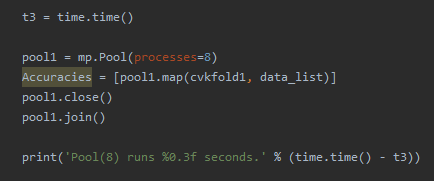 t3 = time.time()
pool1 = mp.Pool(processes=8)
Accuracies = [pool1.map(cvkfold1, data_list)]
pool1.close()
pool1.join()
print('Pool(8) runs %0.3f seconds.' % (time.time() - t3))